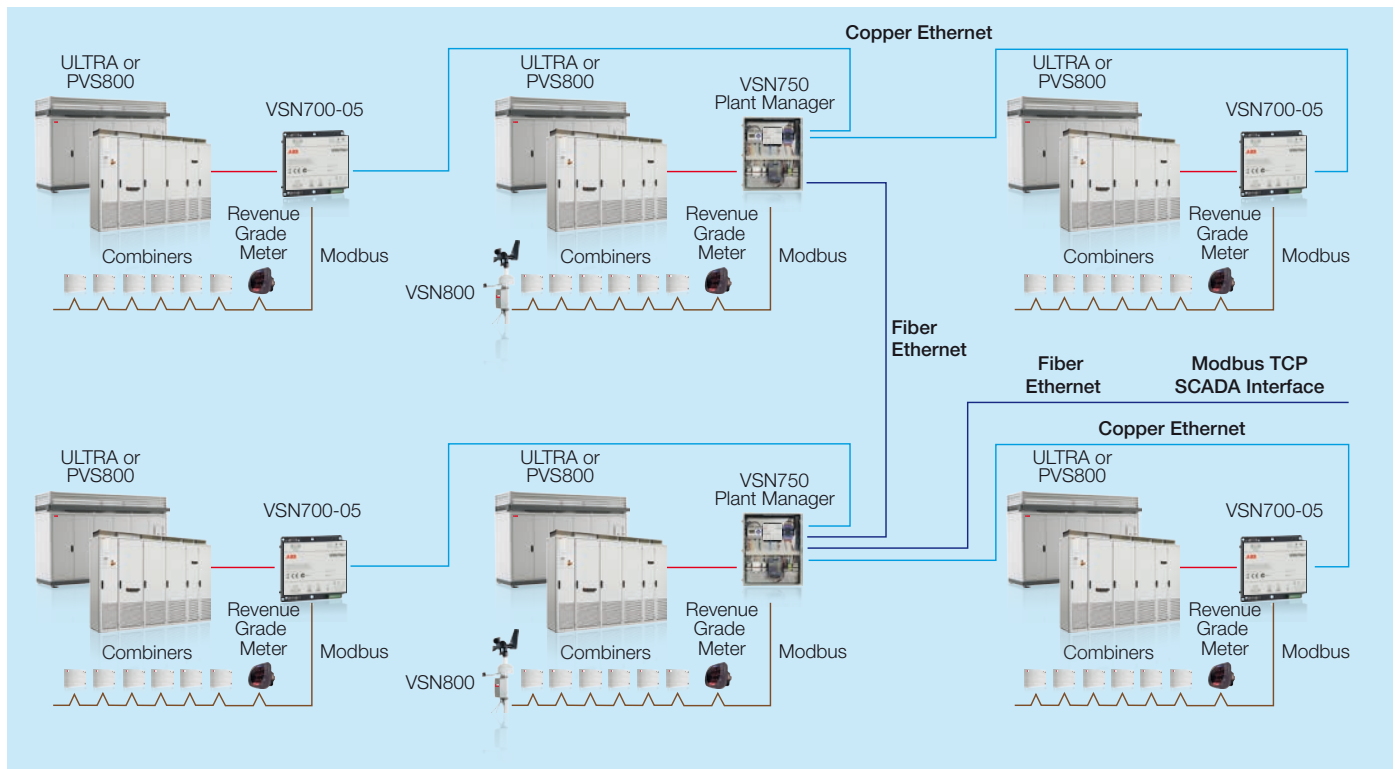 Copper Ethernet
ULTRA or
PVS800
VSN700-05
ULTRA or
PVS800
VSN750
Plant Manager
ULTRA or
PVS800
VSN700-05
ABB
ABB
Revenue
Grade
Meter
Combiners
Modbus
VSN800
Revenue
Grade
Meter
Combiners
Modbus
Revenue
Grade
Meter
Combiners
Modbus
Fiber
Ethernet
Fiber
Ethernet
Modbus TCP
SCADA Interface
Copper Ethernet
ULTRA or
PVS800
VSN700-05
ULTRA or
PVS800
VSN750
Plant Manager
ULTRA or
PVS800
VSN700-05
ABB
ABB
Revenue
Grade
Meter
Combiners
Modbus
VSN800
Revenue
Grade
Meter
Combiners
Modbus
Revenue
Grade
Meter
Combiners
Modbus